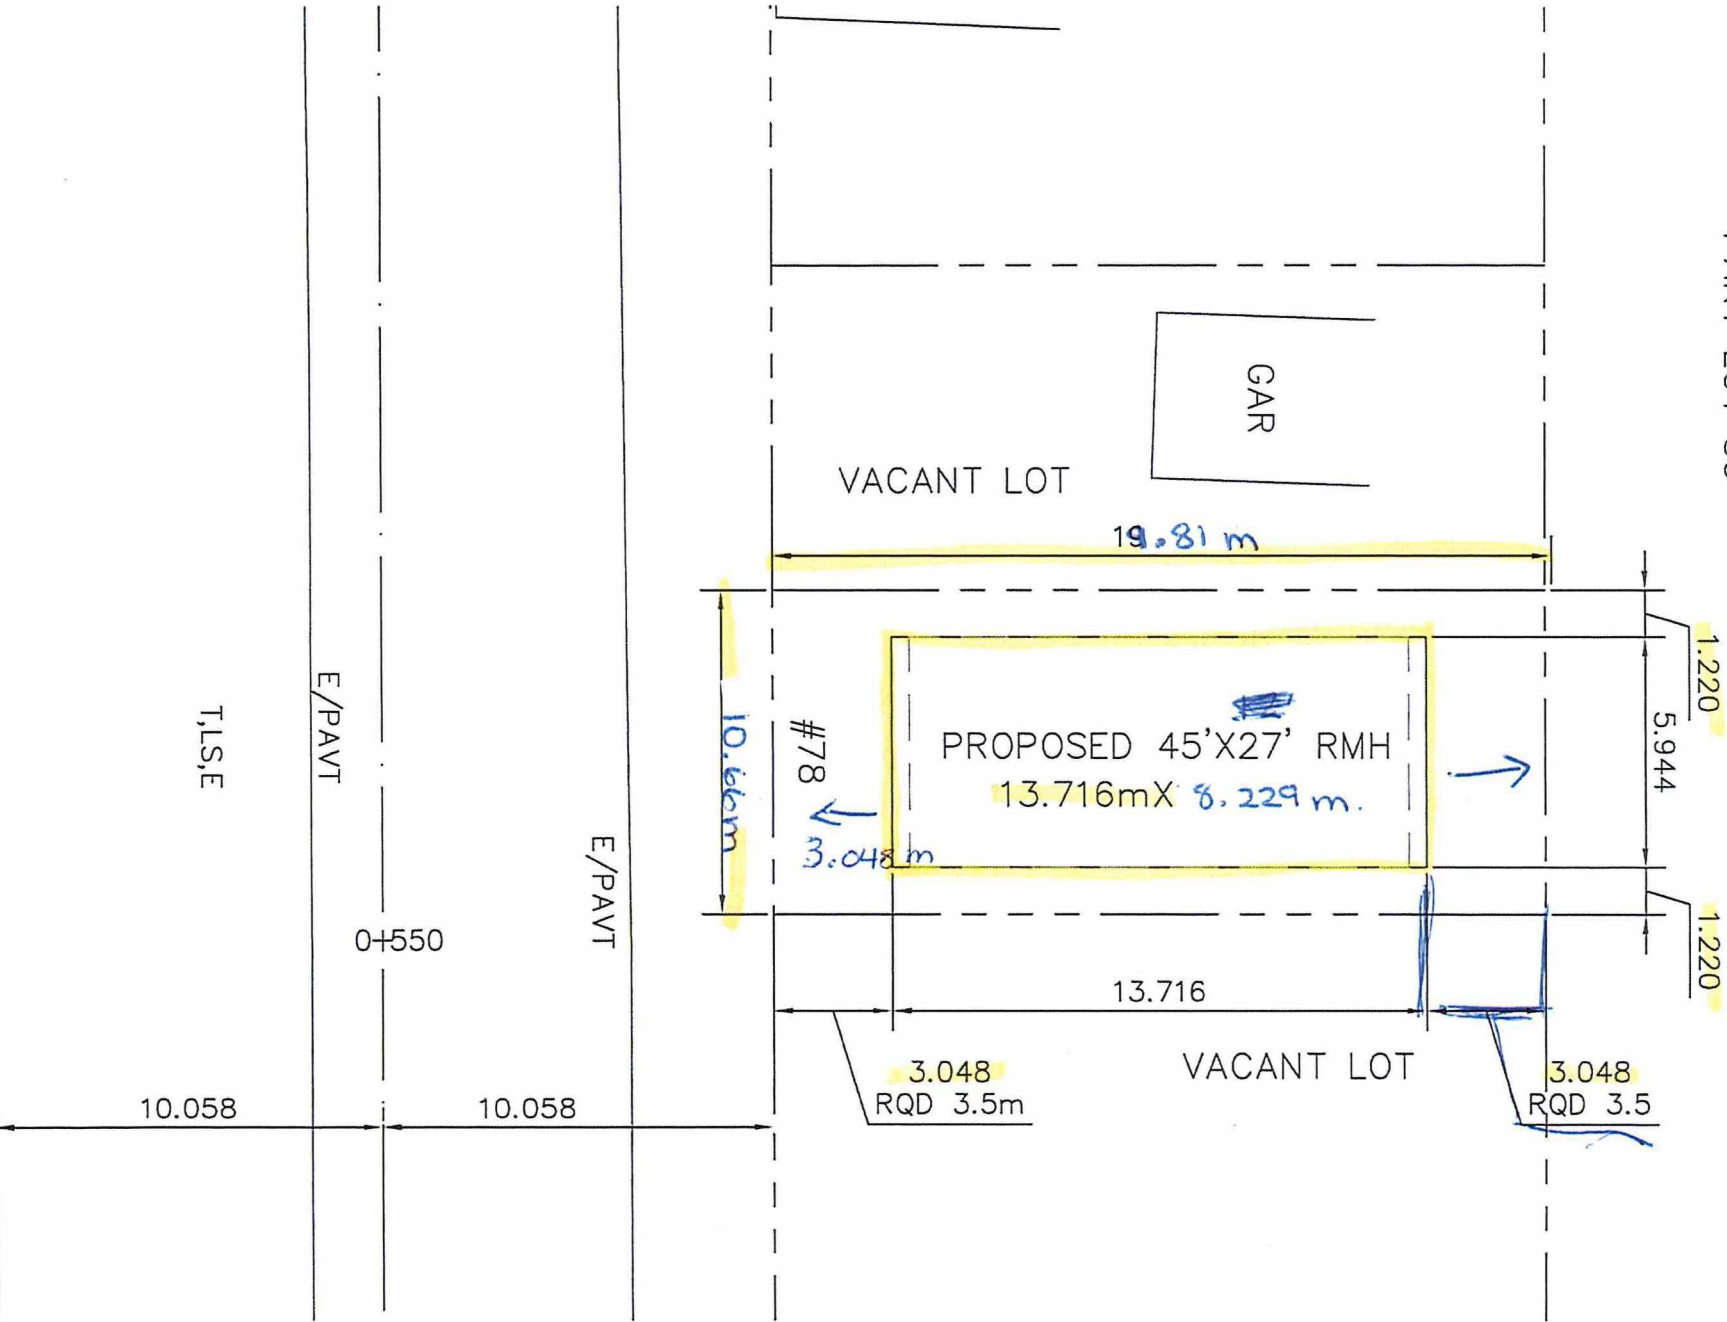 GAR
VACANT LOT
19.81 m
1.220
5.944
1.220
PROPOSED 45'X27' RMH
13.716mX 8.229 m.
#78
3.048 m
10.66m
E/PAVT
T,LS,E
E/PAVT
0+550
13.716
3.048
RQD 3.5m
VACANT LOT
3.048
RQD 3.5
10.058
10.058